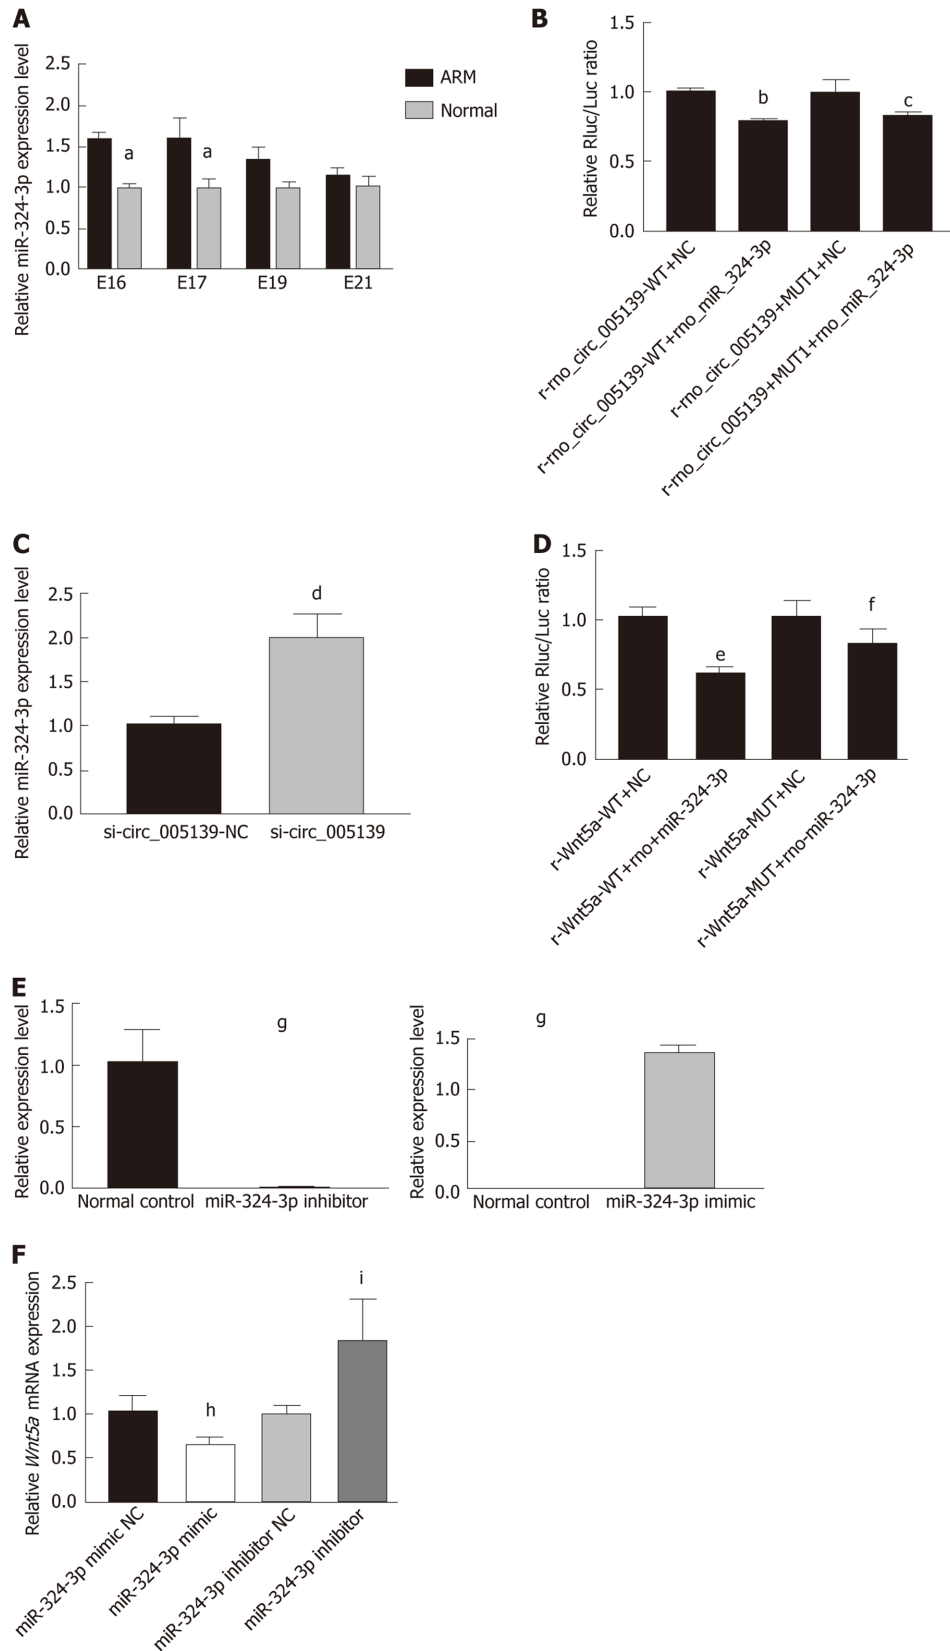 A
Relative miR-324-3p expression level
2.5
2.0
1.5
1.0
0.5
0.0
a
a
E16
E17
E19
E21
ARM
Normal
B
Relative Rluc/Luc ratio
1.5
1.0
0.5
0.0
b
c
r-rno_circ_005139-WT+NC
r-rno_circ_005139-WT+rno_miR_324-3p
r-rno_circ_005139+MUT1+NC
r-rno_circ_005139+MUT1+rno_miR_324-3p
C
Relative miR-324-3p expression level
2.5
2.0
1.5
1.0
0.5
0.0
d
si-circ_005139-NC
si-circ_005139
D
Relative Rluc/Luc ratio
1.5
1.0
0.5
0.0
e
f
r-Wnt5a-WT+NC
r-Wnt5a-WT+rno+miR-324-3p
r-Wnt5a-MUT+NC
r-Wnt5a-MUT+rno-miR-324-3p
E
Relative expression level
1.5
1.0
0.5
0.0
g
Normal control
miR-324-3p inhibitor
Relative expression level
1.5
1.0
0.5
0.0
g
Normal control
miR-324-3p imimic
F
Relative Wnt5a mRNA expression
2.5
2.0
1.5
1.0
0.5
0.0
h
i
miR-324-3p mimic NC
miR-324-3p mimic
miR-324-3p inhibitor NC
miR-324-3p inhibitor